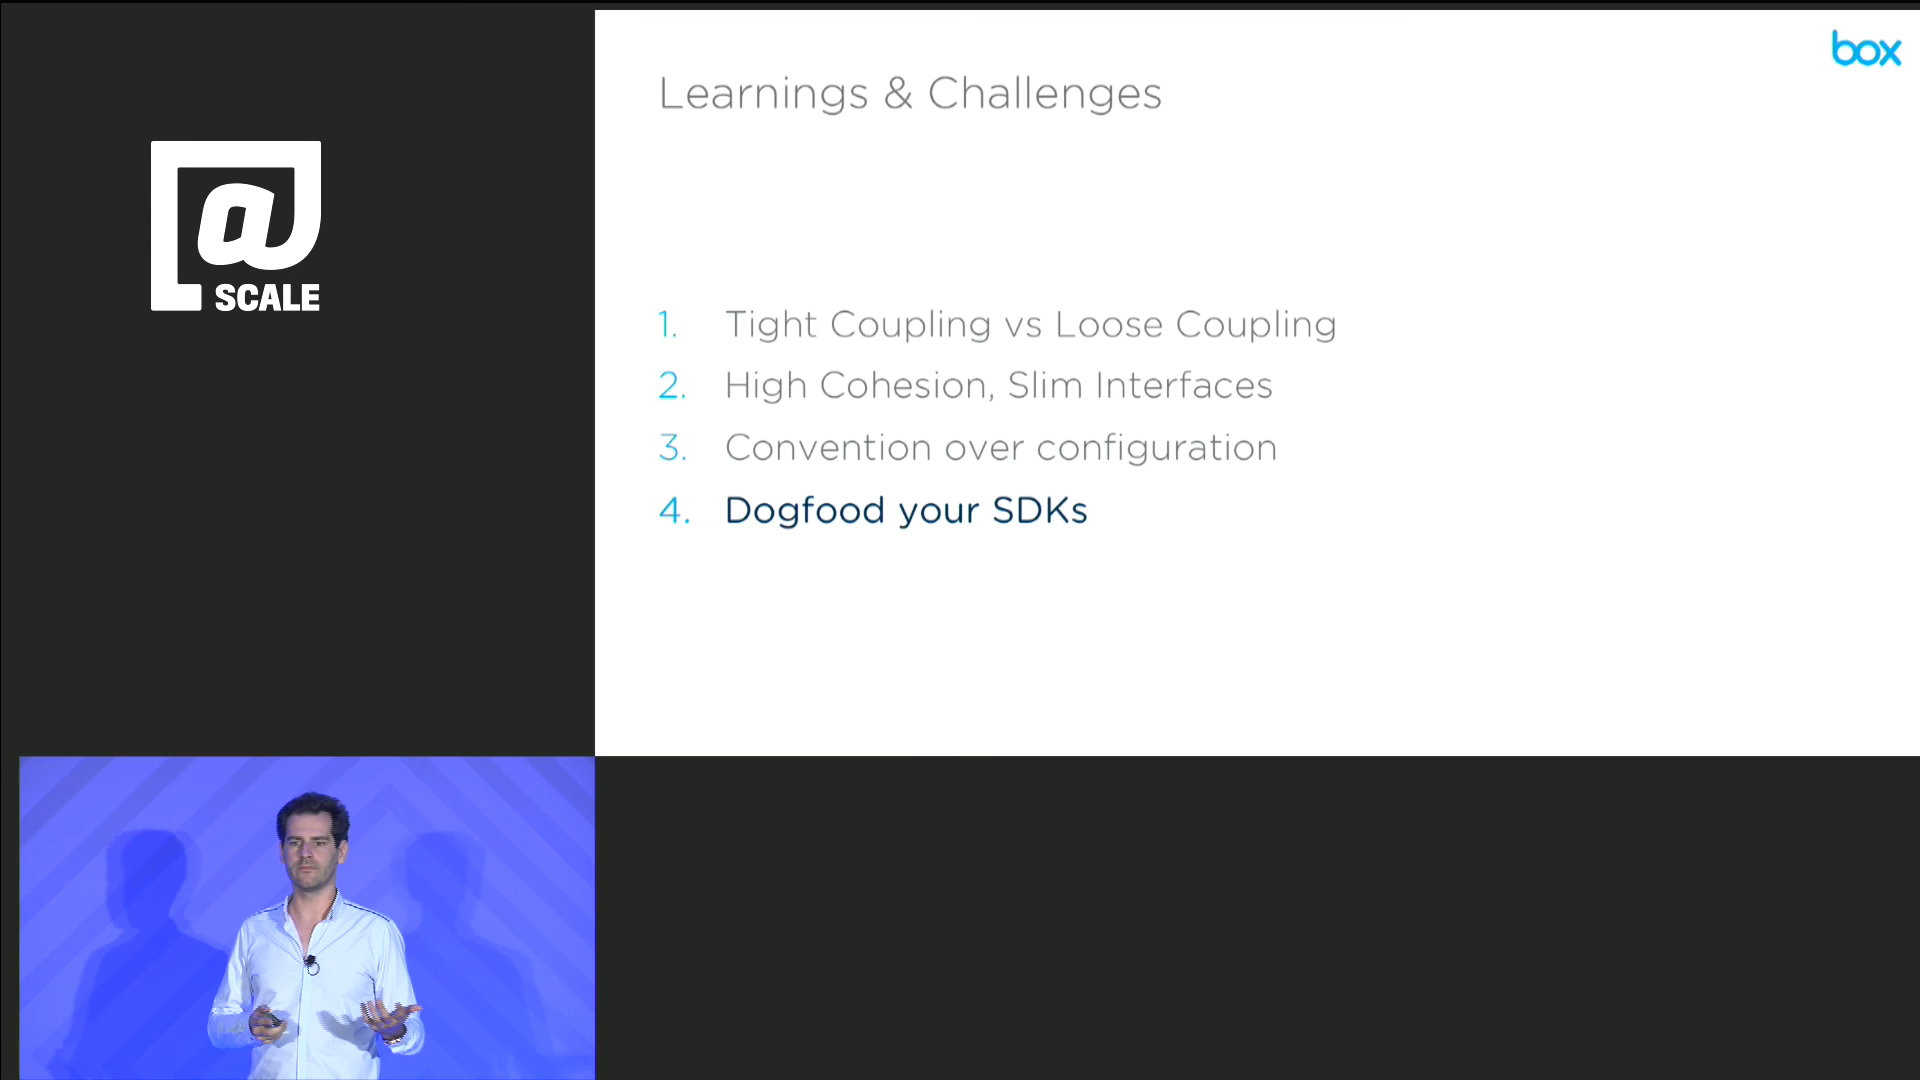 box
Learnings & Challenges
@
SCALE
1. Tight Coupling vs Loose Coupling
2. High Cohesion, Slim Interfaces
3. Convention over configuration
4. Dogfood your SDKs